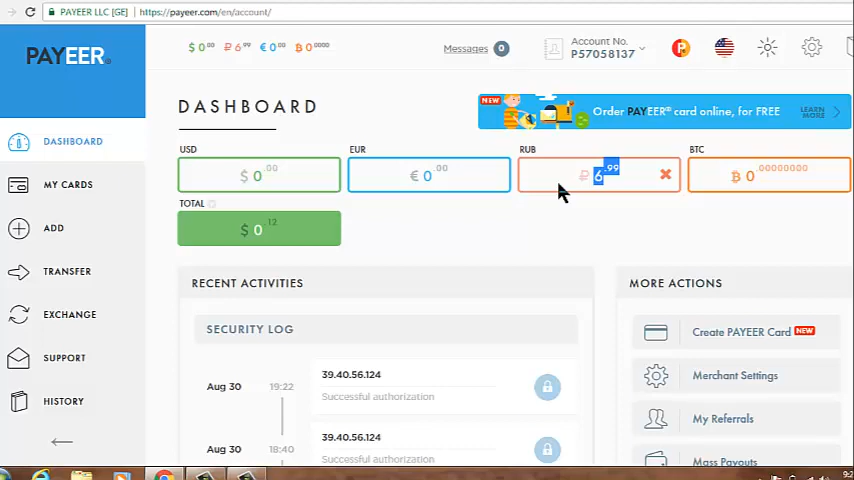 PAYEER LLC [GE] https://payeer.com/en/account/
PAYEER
$ 0.00 ₽ 6.99 € 0.00 ฿ 0.0000
Messages 0
Account No.
P57058137
DASHBOARD
NEW
Order PAYEER card online, for FREE
LEARN MORE
DASHBOARD
MY CARDS
ADD
TRANSFER
EXCHANGE
SUPPORT
HISTORY
USD
EUR
RUB
BTC
$ 0.00
€ 0.00
₽ 6.99
฿ 0.00000000
TOTAL
$ 0.12
RECENT ACTIVITIES
SECURITY LOG
Aug 30 19:22
39.40.56.124
Successful authorization
Aug 30 18:40
39.40.56.124
Successful authorization
MORE ACTIONS
Create PAYEER Card NEW
Merchant Settings
My Referrals
Mass Payouts